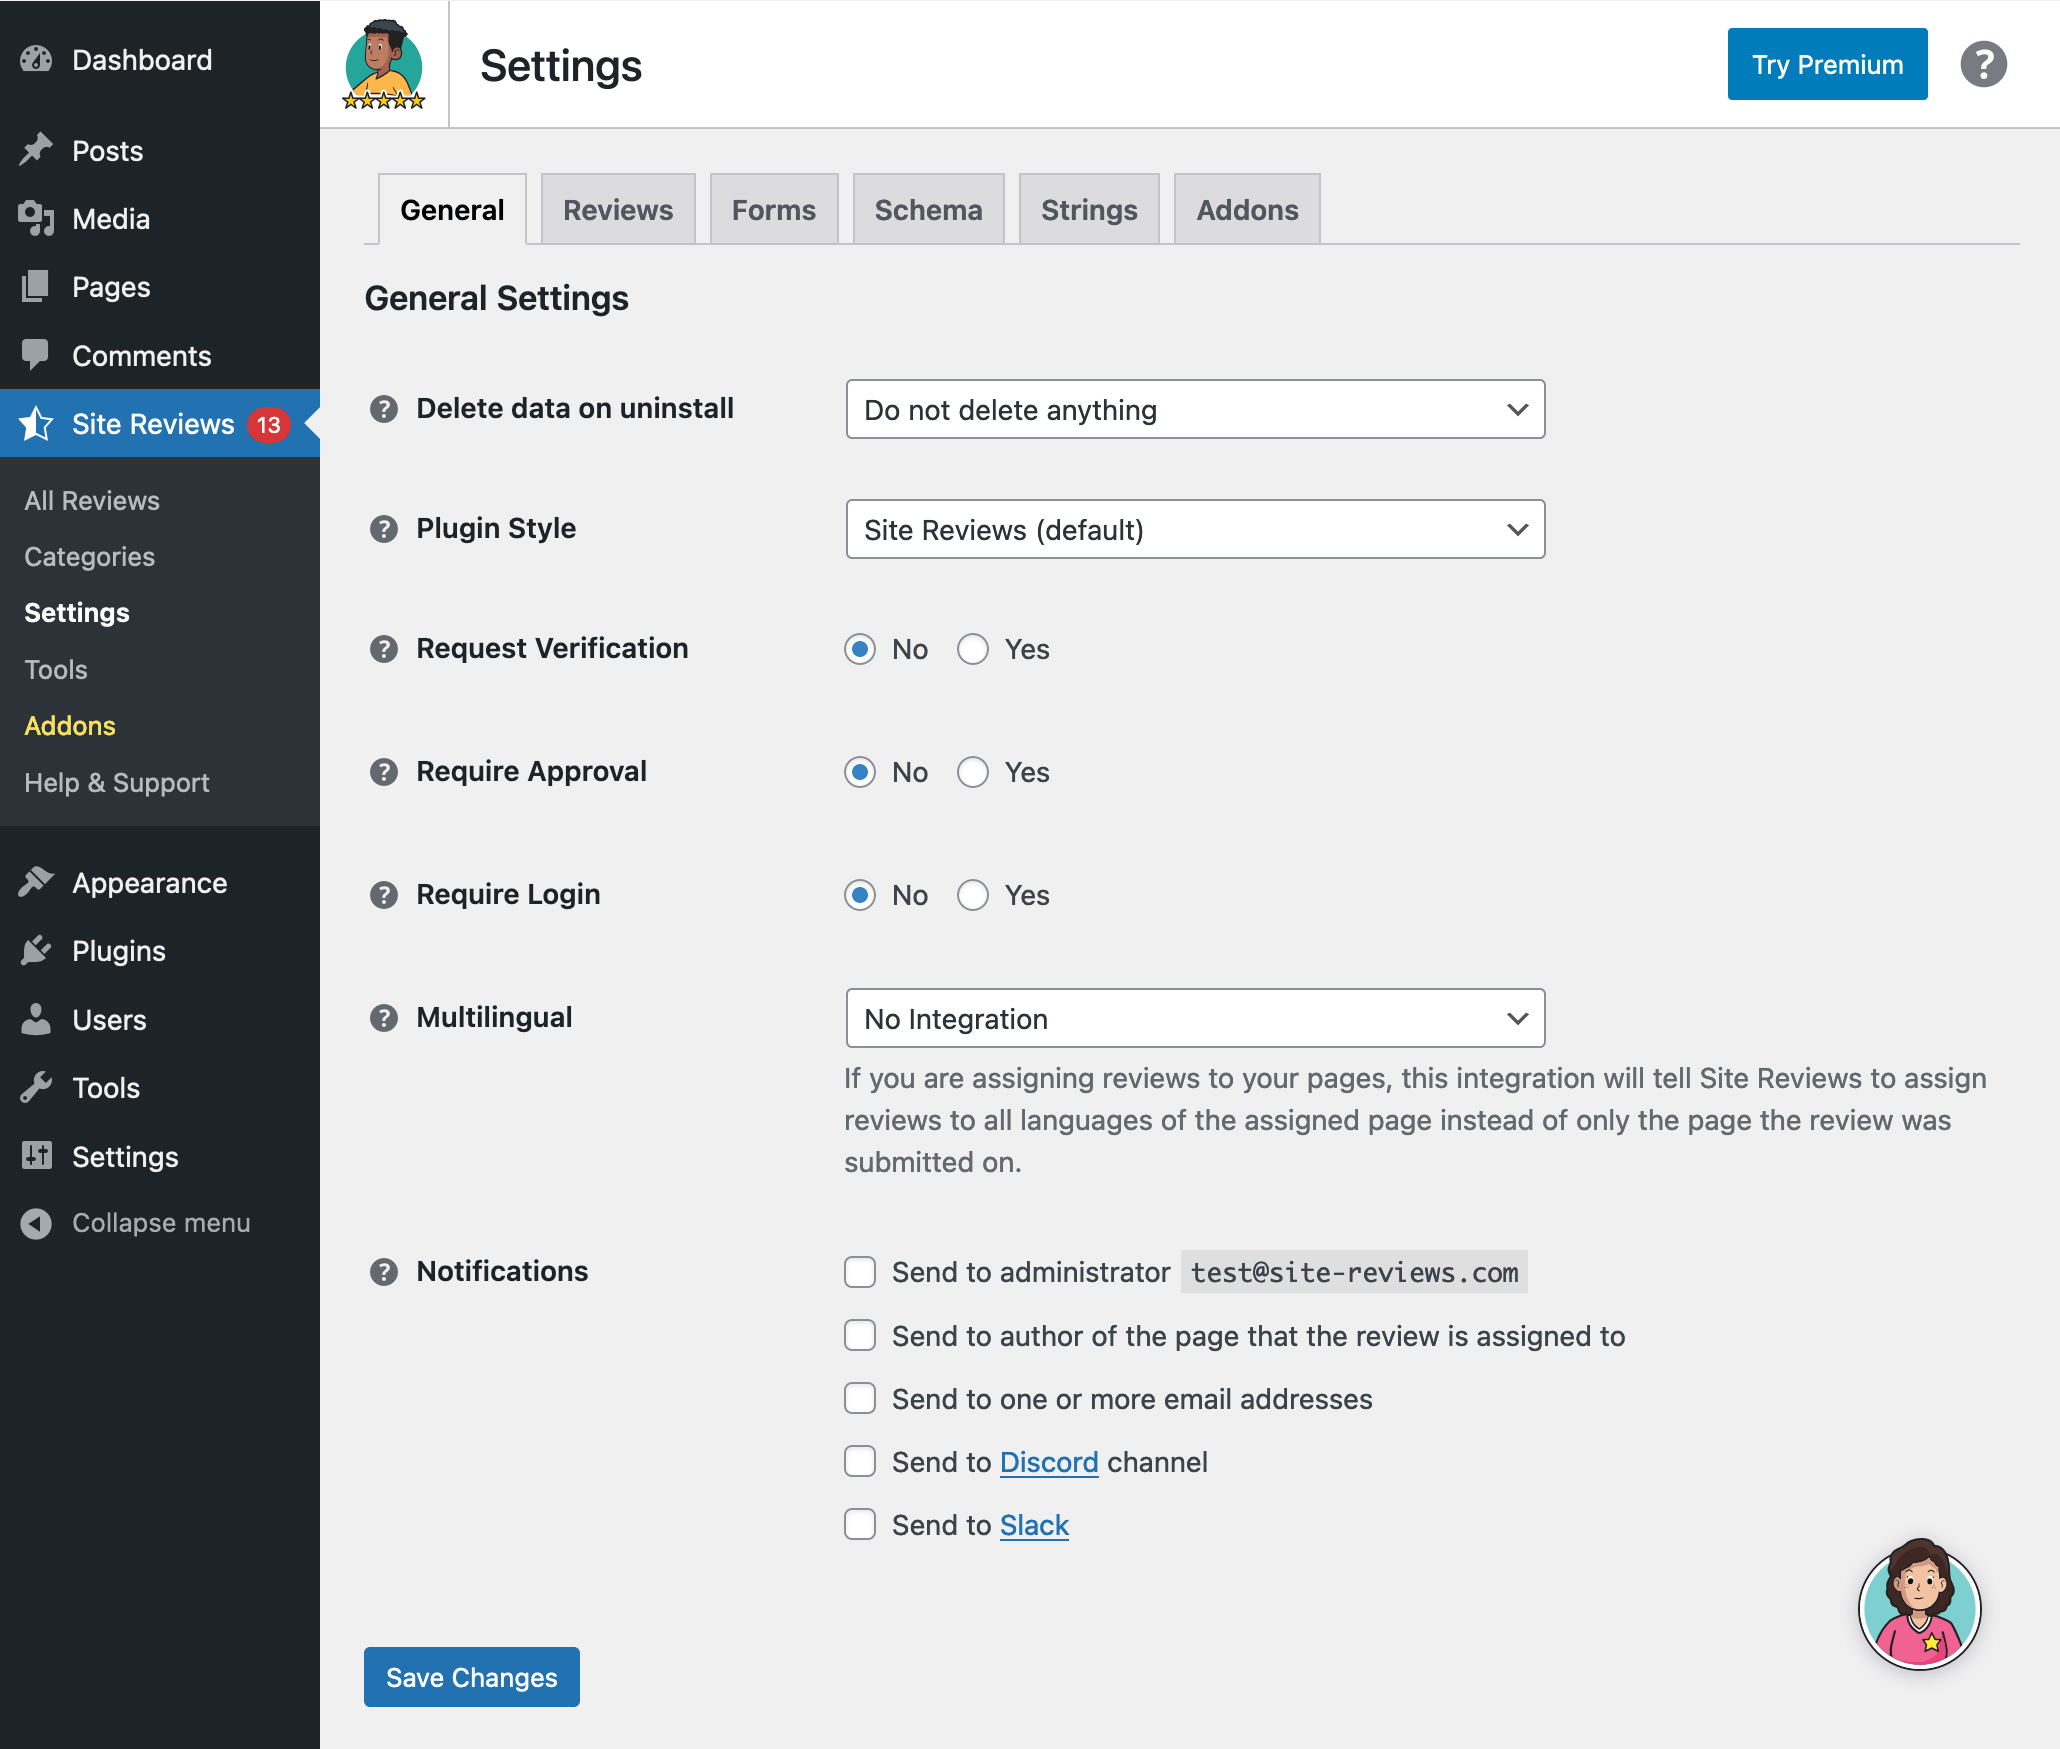 Dashboard
Posts
Media
Pages
Comments
Site Reviews 13
All Reviews
Categories
Settings
Tools
Addons
Help & Support
Appearance
Plugins
Users
Tools
Settings
Collapse menu
Settings
Try Premium
?
General
Reviews
Forms
Schema
Strings
Addons
General Settings
? Delete data on uninstall
Do not delete anything
? Plugin Style
Site Reviews (default)
? Request Verification
No Yes
? Require Approval
No Yes
? Require Login
No Yes
? Multilingual
No Integration
If you are assigning reviews to your pages, this integration will tell Site Reviews to assign
reviews to all languages of the assigned page instead of only the page the review was
submitted on.
? Notifications
Send to administrator test@site-reviews.com
Send to author of the page that the review is assigned to
Send to one or more email addresses
Send to Discord channel
Send to Slack
Save Changes